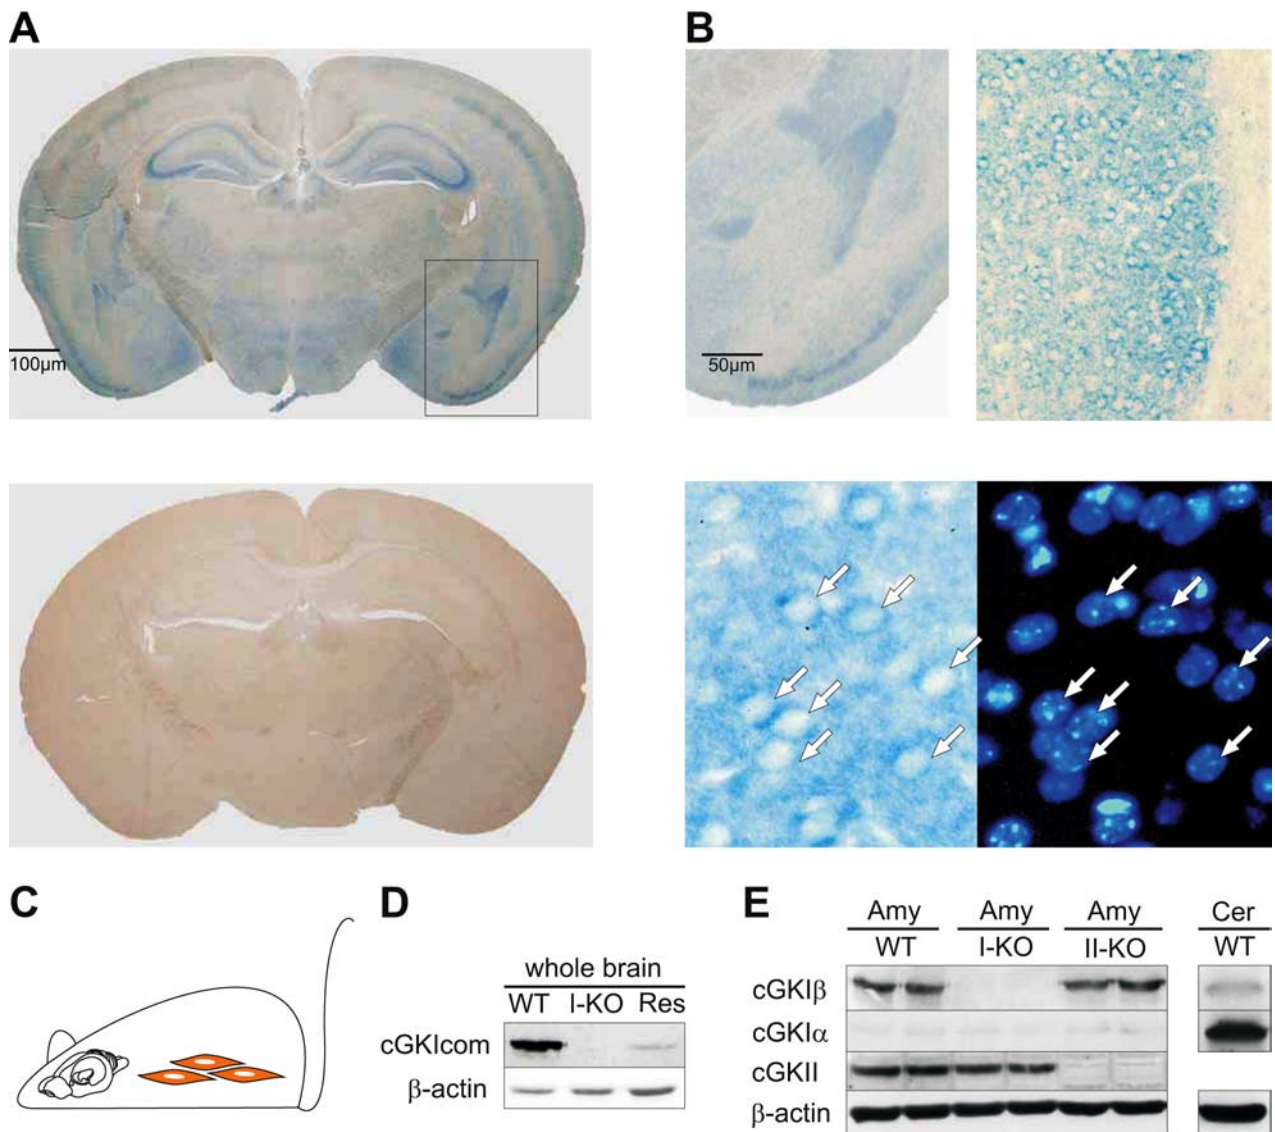 A
B
100µm
50µm
C
D
E
whole brain
WT I-KO Res
cGKIcom
β-actin
Amy Amy Amy Cer
WT I-KO II-KO WT
cGKIβ
cGKIα
cGKII
β-actin